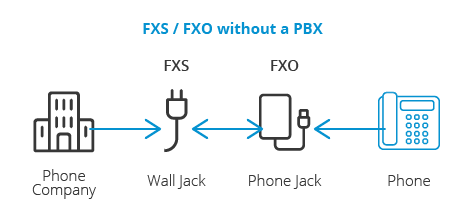 FXS / FXO without a PBX
FXS
FXO
Phone
Company
Wall Jack
Phone Jack
Phone